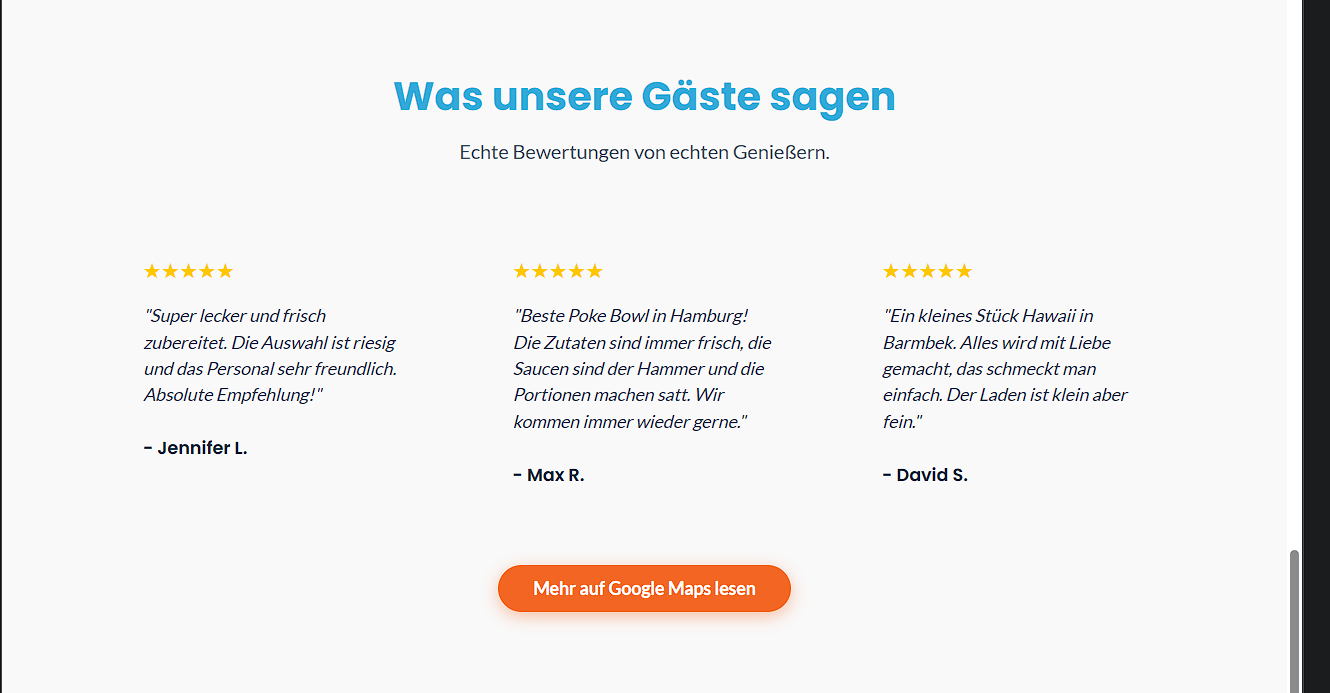 Was unsere Gäste sagen
Echte Bewertungen von echten Genießern.
★★★★★
"Super lecker und frisch
zubereitet. Die Auswahl ist riesig
und das Personal sehr freundlich.
Absolute Empfehlung!"
- Jennifer L.
★★★★★
"Beste Poke Bowl in Hamburg!
Die Zutaten sind immer frisch, die
Saucen sind der Hammer und die
Portionen machen satt. Wir
kommen immer wieder gerne."
- Max R.
★★★★★
"Ein kleines Stück Hawaii in
Barmbek. Alles wird mit Liebe
gemacht, das schmeckt man
einfach. Der Laden ist klein aber
fein."
- David S.
Mehr auf Google Maps lesen